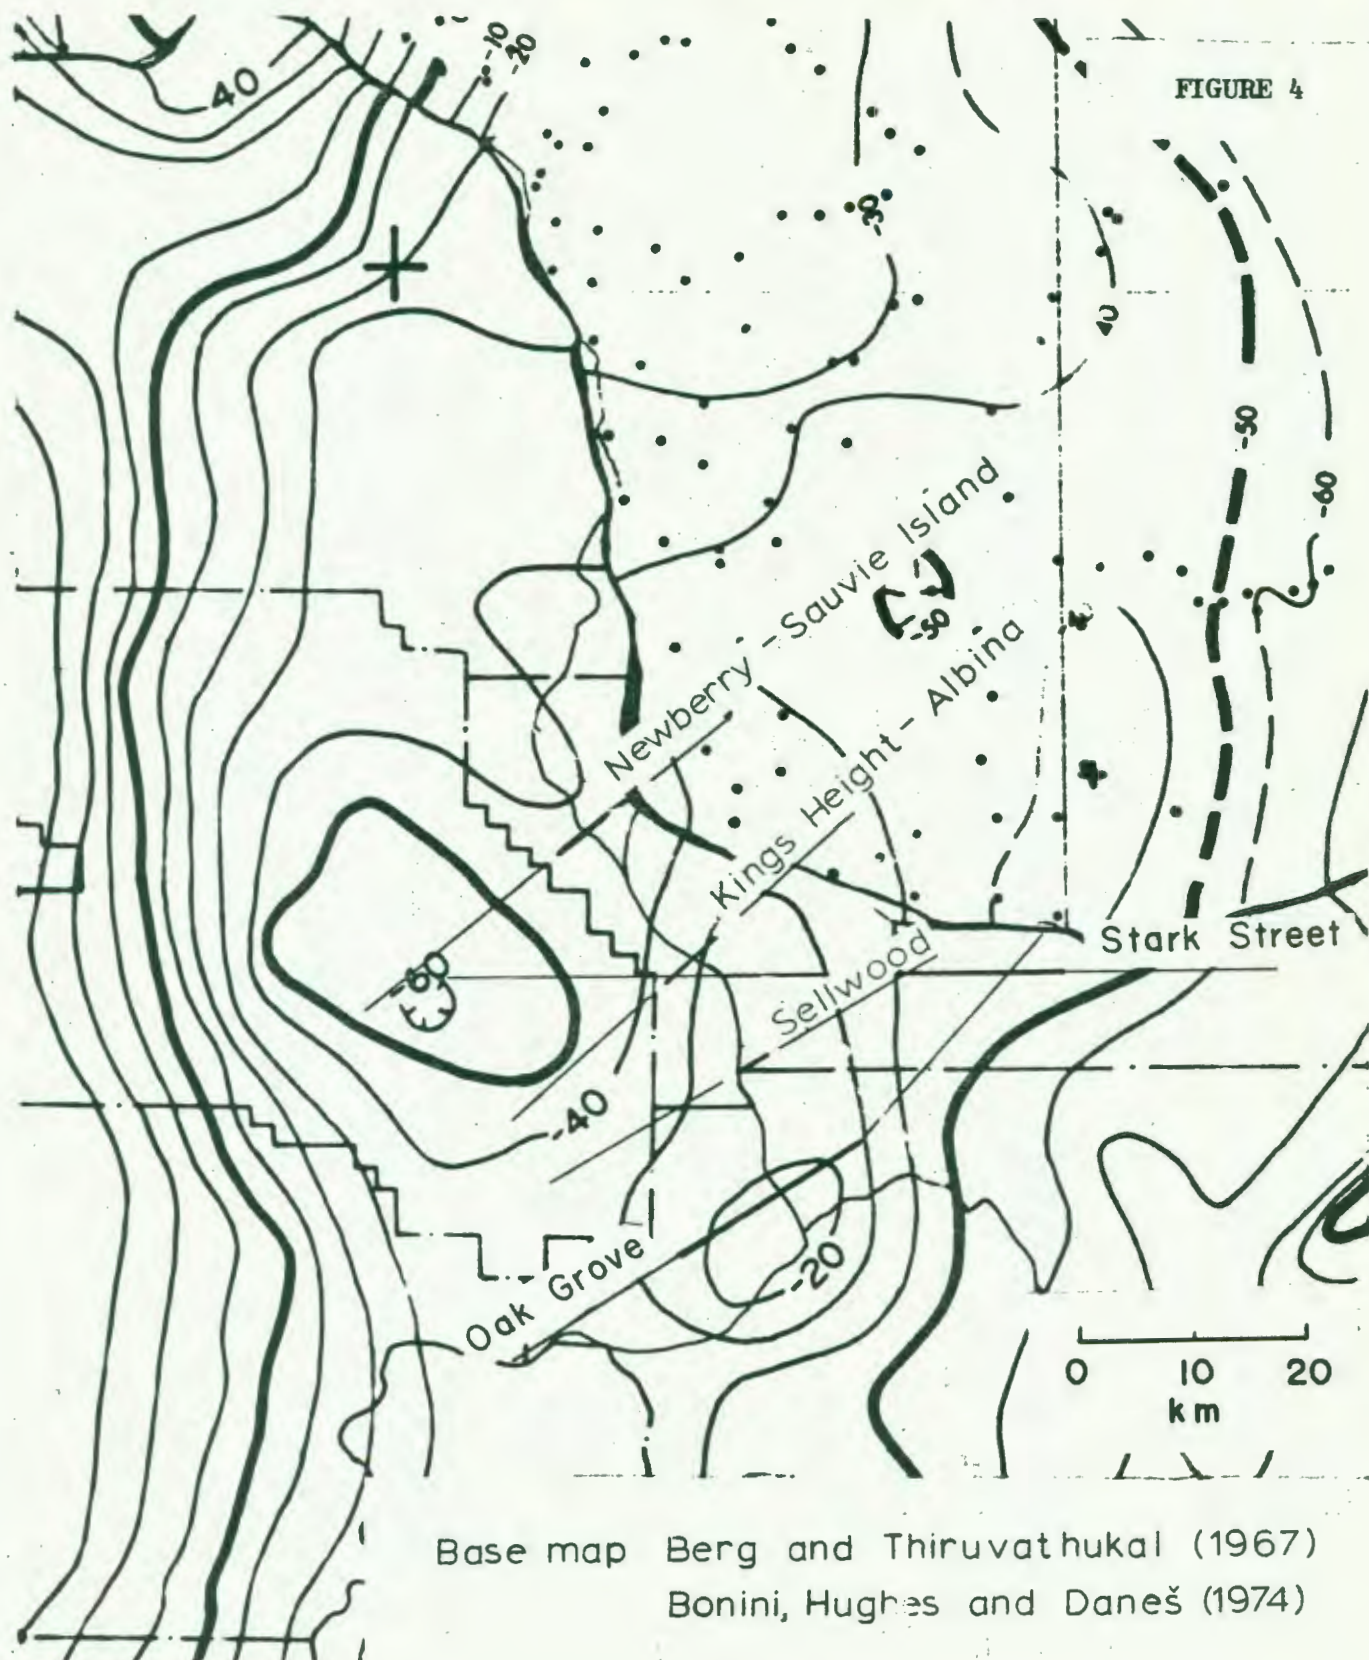 -10
-20
40
FIGURE 4
-30
40
-50
-60
Newberry - Sauvie Island
-50
Kings Height - Albina
Stark Street
Sellwood
-60
-40
Oak Grove
-20
0 10 20
km
Base map Berg and Thiruvathukal (1967)
Bonini, Hughes and Daneš (1974)